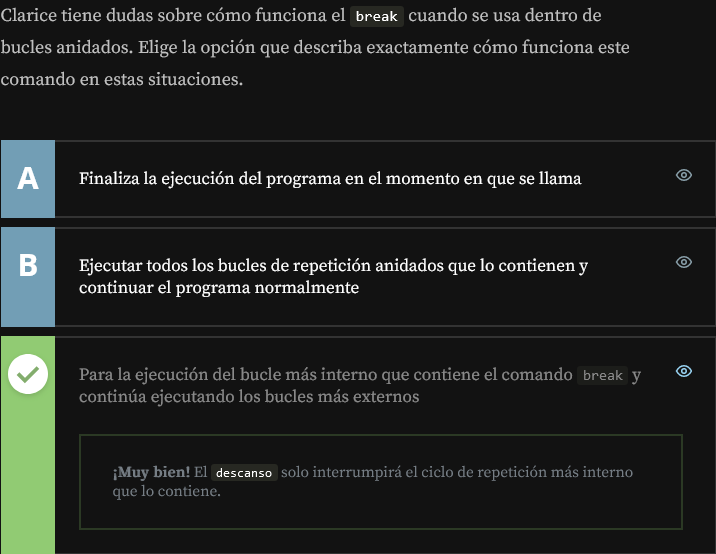 Clarice tiene dudas sobre cómo funciona el break cuando se usa dentro de
bucles anidados. Elige la opción que describa exactamente cómo funciona este
comando en estas situaciones.
A
Finaliza la ejecución del programa en el momento en que se llama
B
Ejecutar todos los bucles de repetición anidados que lo contienen y
continuar el programa normalmente
Para la ejecución del bucle más interno que contiene el comando break y
continúa ejecutando los bucles más externos
¡Muy bien! El descanso solo interrumpirá el ciclo de repetición más interno
que lo contiene.